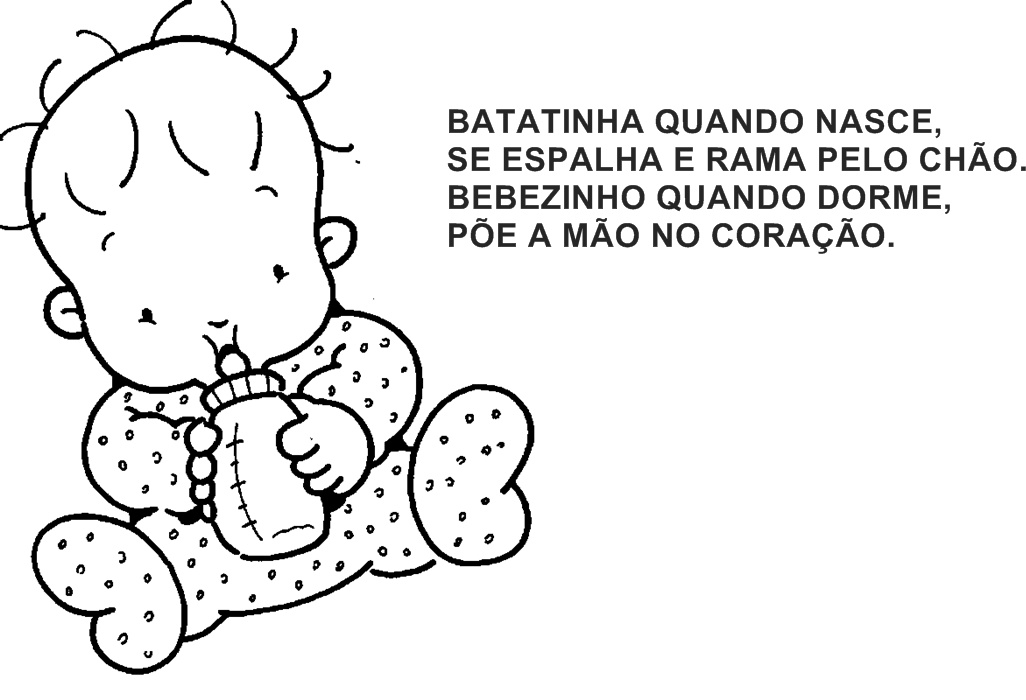 BATATINHA QUANDO NASCE,
SE ESPALHA E RAMA PELO CHÃO.
BEBEZINHO QUANDO DORME,
PÕE A MÃO NO CORAÇÃO.